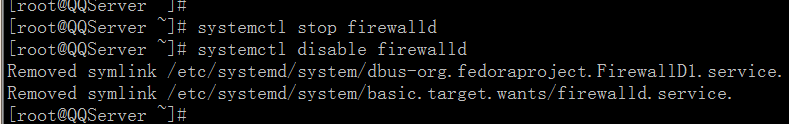 [root@QQServer ~]#
[root@QQServer ~]# systemctl stop firewalld
[root@QQServer ~]# systemctl disable firewalld
Removed symlink /etc/systemd/system/dbus-org.fedoraproject.FirewallD1.service.
Removed symlink /etc/systemd/system/basic.target.wants/firewalld.service.
[root@QQServer ~]#